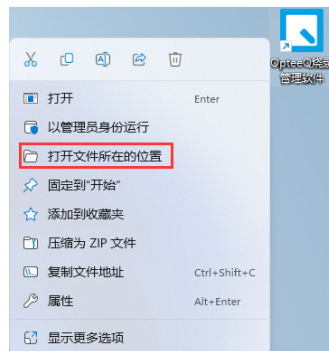 打开
Enter
以管理员身份运行
打开文件所在的位置
固定到"开始"
添加到收藏夹
压缩为 ZIP 文件
复制文件地址
Ctrl+Shift+C
属性
Alt+Enter
显示更多选项
管理软件